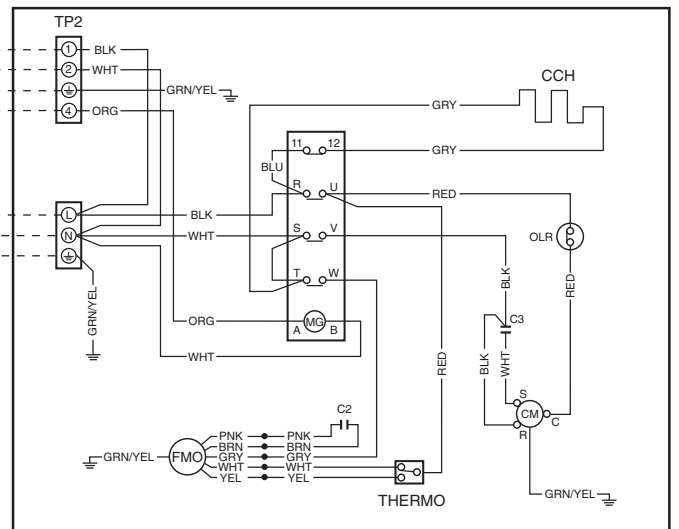 TP2
1 BLK
2 WHT
GRN/YEL
4 ORG
CCH
GRY
11 12
GRY
BLU
R U
RED
L
BLK
N
WHT
S V
OLR
BLK
RED
GRN/YEL
T W
C3
ORG
MG
A B
WHT
RED
BLK
WHT
S
CM
C
R
C2
PNK PNK
BRN BRN
GRN/YEL
FMO
GRY GRY
WHT WHT
YEL YEL
THERMO
GRN/YEL